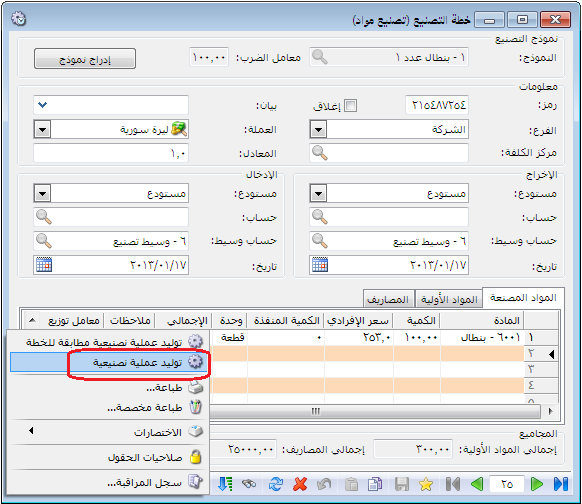 خطة التصنيع (تصنيع مواد)
نموذج التصنيع
النموذج: ١ - بنطال عدد ١ معامل الضرب: ١٠٠,٠٠ إدراج نموذج
معلومات
رمز: ٢١٥٤٨٧٢٥٤ إغلاق بيان:
الفرع: الشركة العملة: ليرة سورية
مركز الكلفة: المعادل: ١,٠
الإخراج
مستودع: مستودع
حساب:
حساب وسيط: ٦ - وسيط تصنيع
تاريخ: ٢٠١٣/٠١/١٧
الإدخال
مستودع: مستودع
حساب:
حساب وسيط: ٦ - وسيط تصنيع
تاريخ: ٢٠١٣/٠١/١٧
المواد المصنعة المواد الأولية المصاريف
المادة الكمية سعر الإفرادي الكمية المنفذة وحدة الإجمالي ملاحظات معامل توزيع
١ ٦٠٠١ - بنطال ١٠٠,٠٠ ٢٥٣,٠ ٠ قطعة
٢
٣
٤
٥
توليد عملية تصنيعية مطابقة للخطة
توليد عملية تصنيعية
طباعة...
طباعة مخصصة...
الاختصارات
صلاحيات الحقول
سجل المراقبة...
المجاميع
إجمالي المواد الأولية: ٣٠٠,٠٠ إجمالي المصاريف: ٢٥٠٠٠,٠٠
٢٥